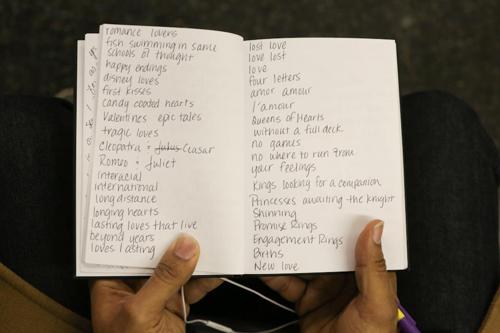 romance lovers
fish swimming in same
schools of thought
happy endings
disney loves
first kisses
candy coated hearts
Valentines epic tales
tragic loves
Cleopatra & Julius Ceasar
Romeo & Juliet
interacial
international
long distance
longing hearts
lasting loves that live
beyond years
loves lasting
lost love
love lost
love
four letters
amor amour
l'amour
Queens of Hearts
without a full deck
no games
no where to run from
your feelings
Kings looking for a companion
Princesses awaiting the knight
Shinning
Promise Rings
Engagement Rings
Births
New love